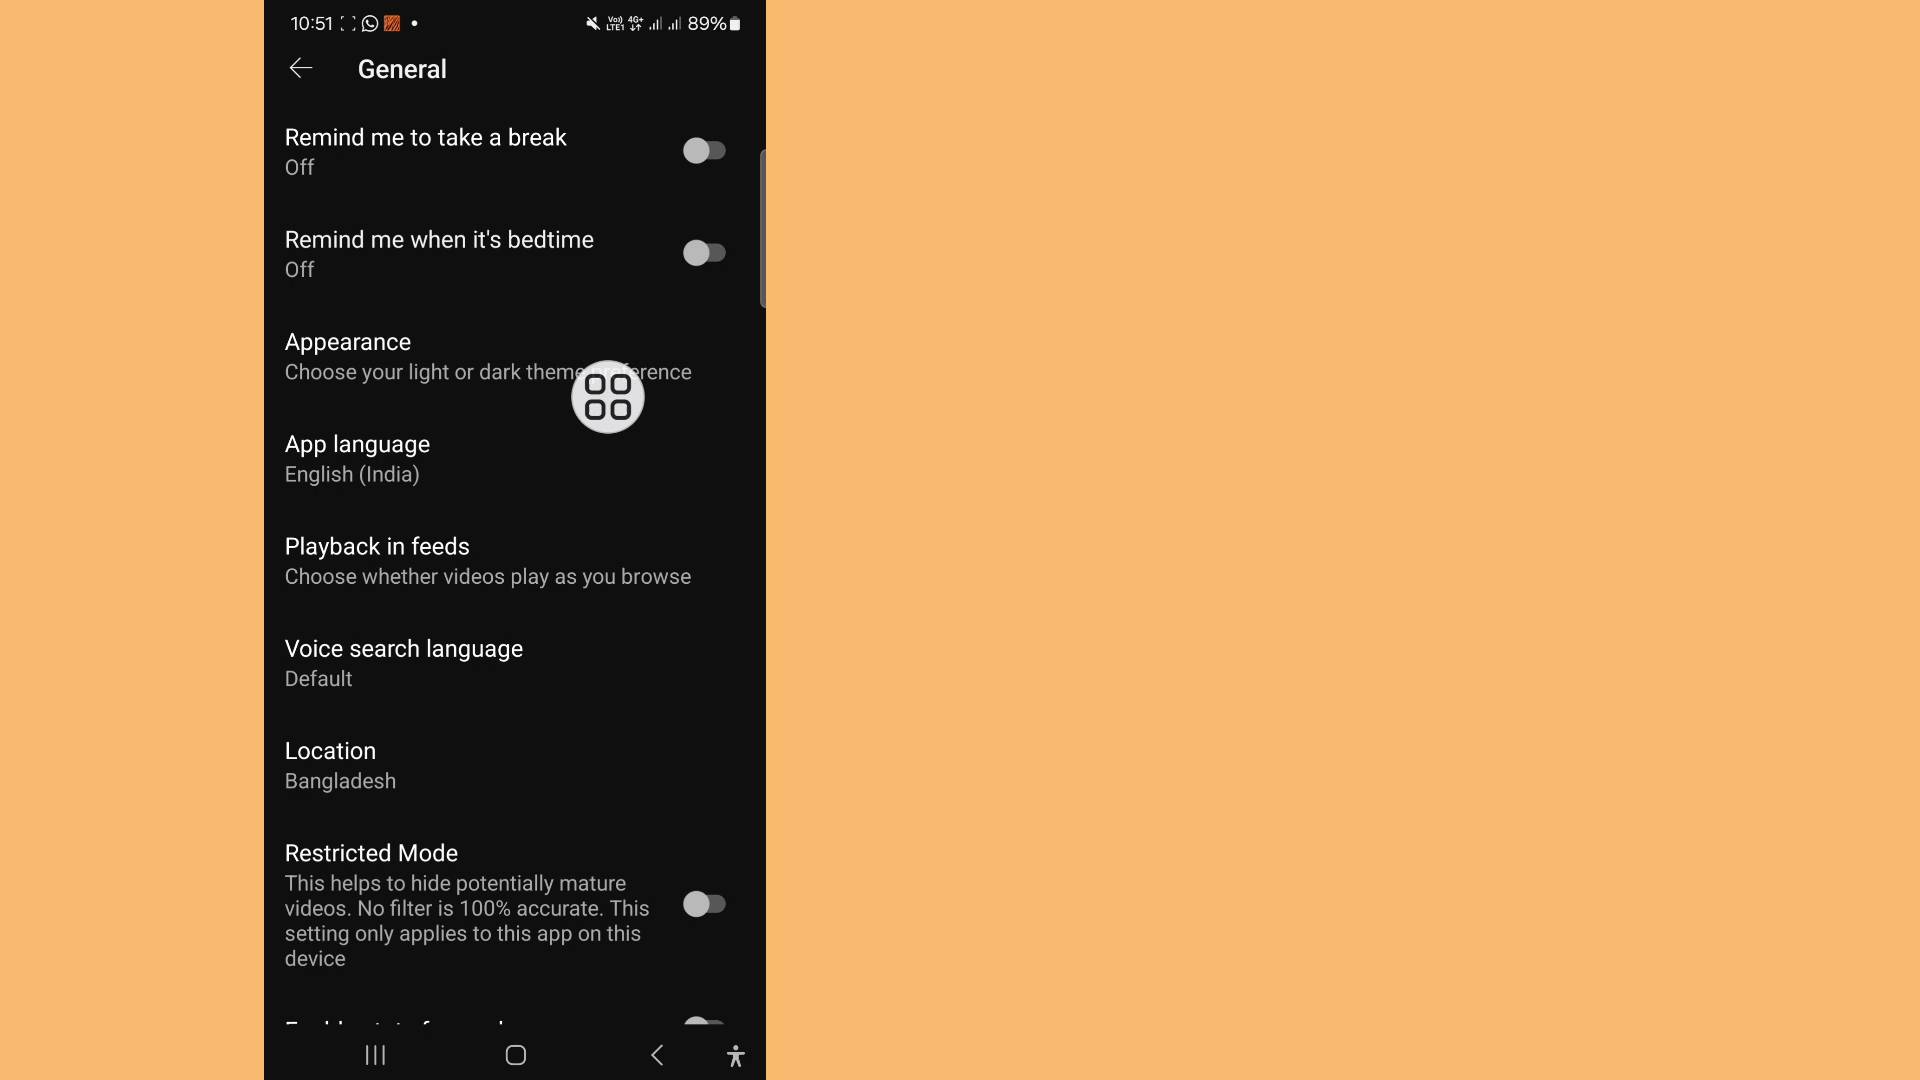 10:51 Vo)) LTE1 4G+ 89%
General
Remind me to take a break
Off
Remind me when it's bedtime
Off
Appearance
Choose your light or dark theme preference
App language
English (India)
Playback in feeds
Choose whether videos play as you browse
Voice search language
Default
Location
Bangladesh
Restricted Mode
This helps to hide potentially mature
videos. No filter is 100% accurate. This
setting only applies to this app on this
device